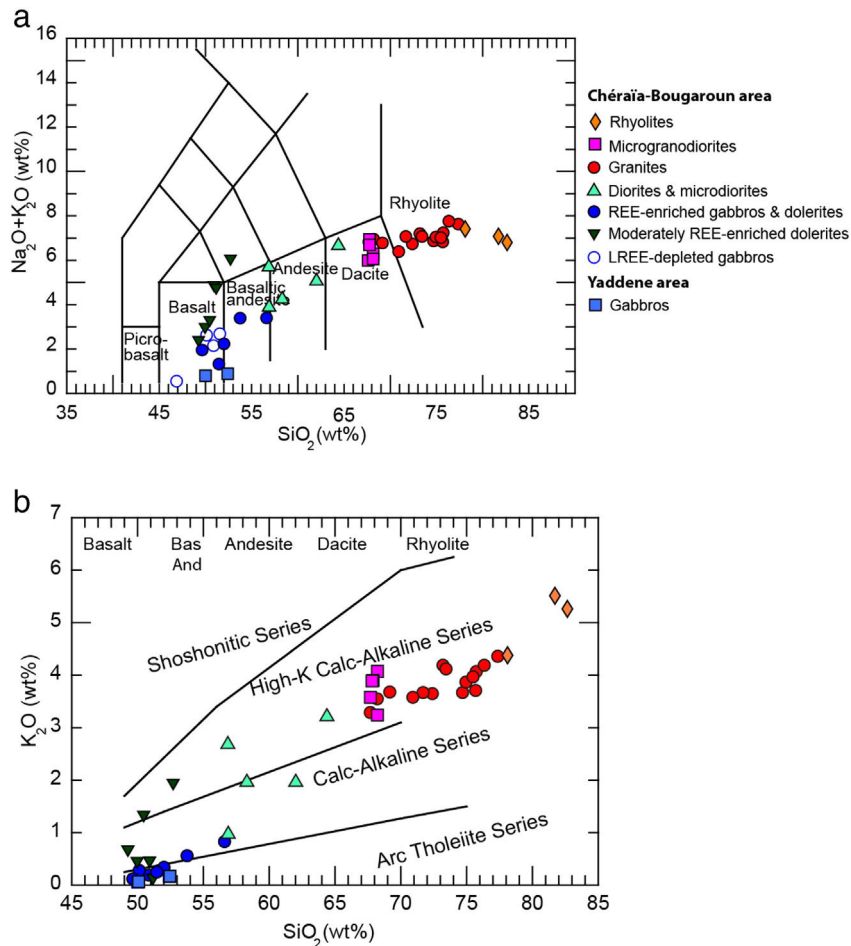 a
16
14
12
10
8
6
4
2
0
Na2O+K2O (wt%)
Rhyolite
Andesite
Dacite
Basaltic
andesite
Basalt
Picro-
basalt
35 45 55 65 75 85
SiO2(wt%)
Chéraïa-Bougaroun area
Rhyolites
Microgranodiorites
Granites
Diorites & microdiorites
REE-enriched gabbros & dolerites
Moderately REE-enriched dolerites
LREE-depleted gabbros
Yaddene area
Gabbros
b
7
6
5
4
3
2
1
0
K2O (wt%)
Basalt Bas Andesite Dacite Rhyolite
And
Shoshonitic Series
High-K Calc-Alkaline Series
Calc-Alkaline Series
Arc Tholeiite Series
45 50 55 60 65 70 75 80 85
SiO2(wt%)